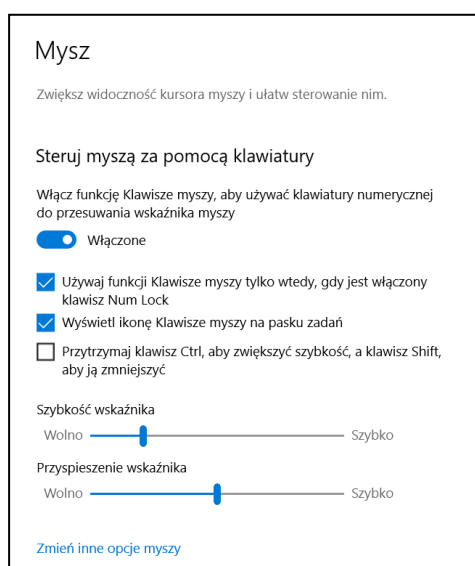 Mysz
Zwiększ widoczność kursora myszy i ułatw sterowanie nim.
Steruj myszą za pomocą klawiatury
Włącz funkcję Klawisze myszy, aby używać klawiatury numerycznej
do przesuwania wskaźnika myszy
Włączone
Używaj funkcji Klawisze myszy tylko wtedy, gdy jest włączony
klawisz Num Lock
Wyświetl ikonę Klawisze myszy na pasku zadań
Przytrzymaj klawisz Ctrl, aby zwiększyć szybkość, a klawisz Shift,
aby ją zmniejszyć
Szybkość wskaźnika
Wolno Szybko
Przyspieszenie wskaźnika
Wolno Szybko
Zmień inne opcje myszy